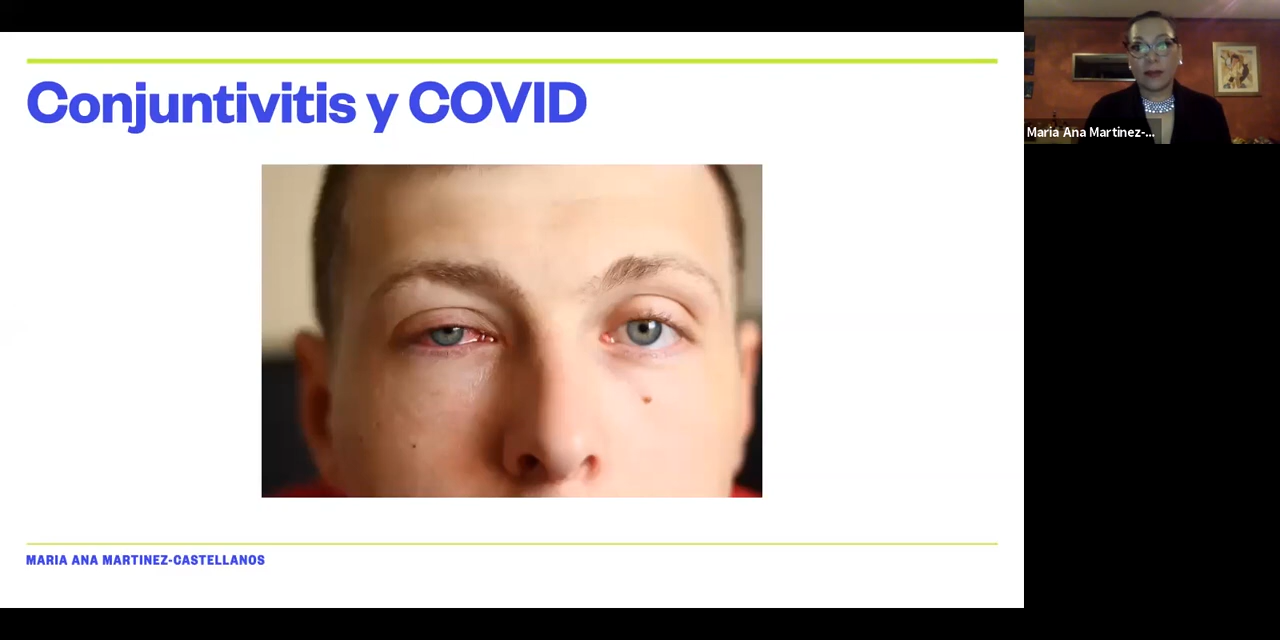 Conjuntivitis y COVID
Maria Ana Martinez-...
MARIA ANA MARTINEZ-CASTELLANOS